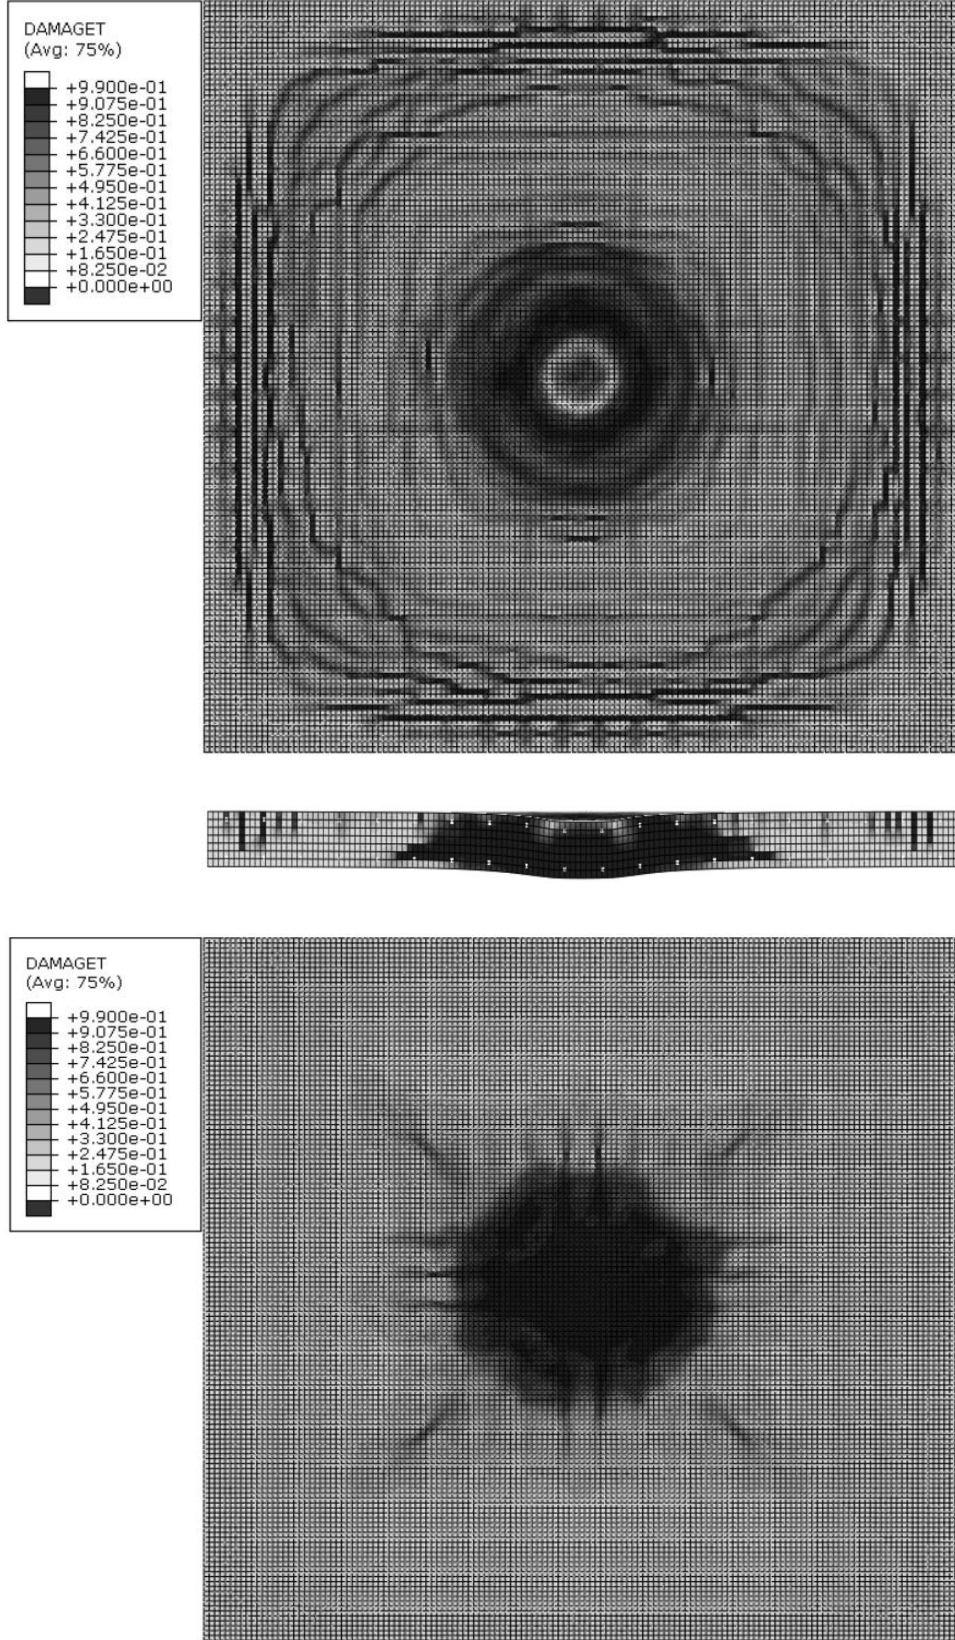 DAMAGET
(Avg: 75%)
+9.900e-01
+9.075e-01
+8.250e-01
+7.425e-01
+6.600e-01
+5.775e-01
+4.950e-01
+4.125e-01
+3.300e-01
+2.475e-01
+1.650e-01
+8.250e-02
+0.000e+00
DAMAGET
(Avg: 75%)
+9.900e-01
+9.075e-01
+8.250e-01
+7.425e-01
+6.600e-01
+5.775e-01
+4.950e-01
+4.125e-01
+3.300e-01
+2.475e-01
+1.650e-01
+8.250e-02
+0.000e+00